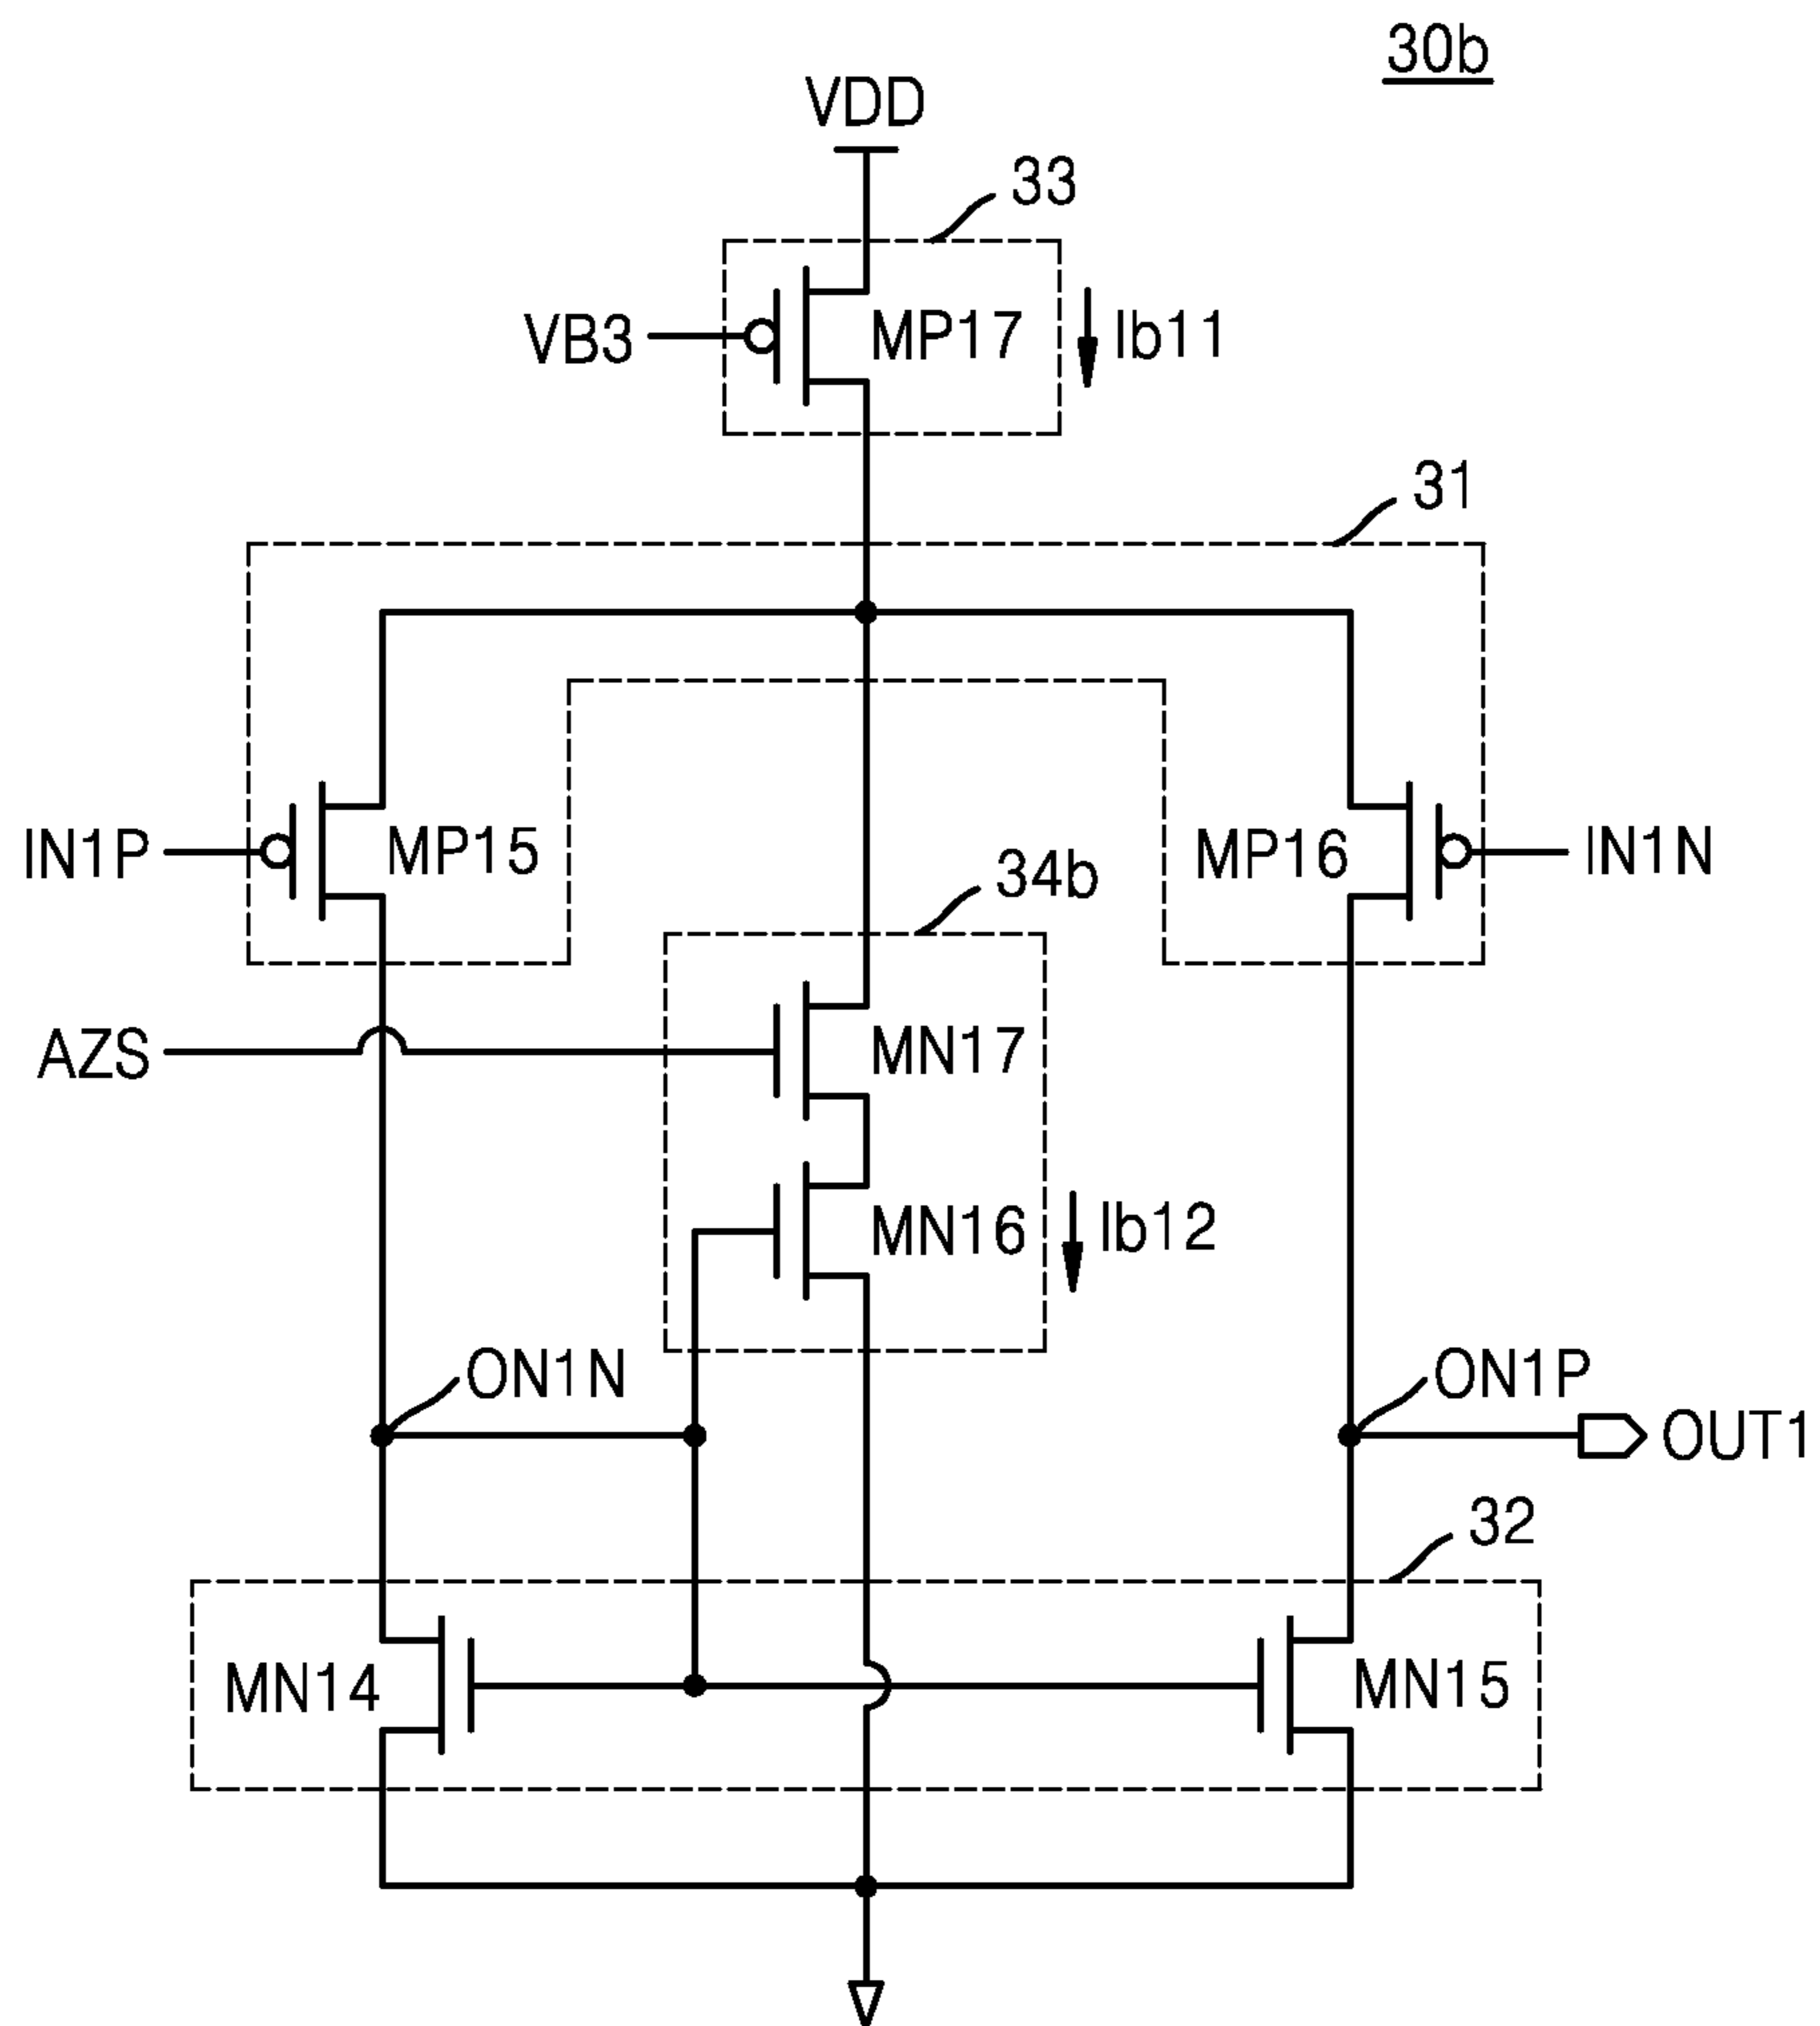 30b
VDD
33
VB3
MP17
Ib11
31
IN1P
MP15
MP16
IN1N
34b
AZS
MN17
MN16
Ib12
ON1N
ON1P
OUT1
32
MN14
MN15